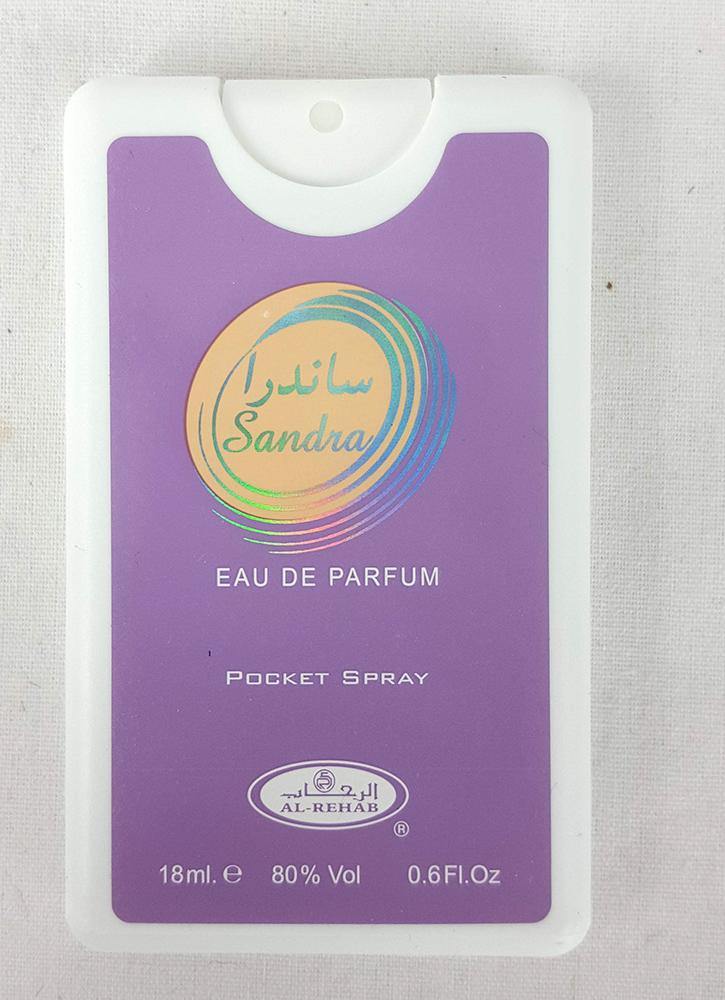 ساندرا
Sandra
EAU DE PARFUM
POCKET SPRAY
الرحاب
AL-REHAB
®
18ml. ℮ 80% Vol 0.6Fl.Oz